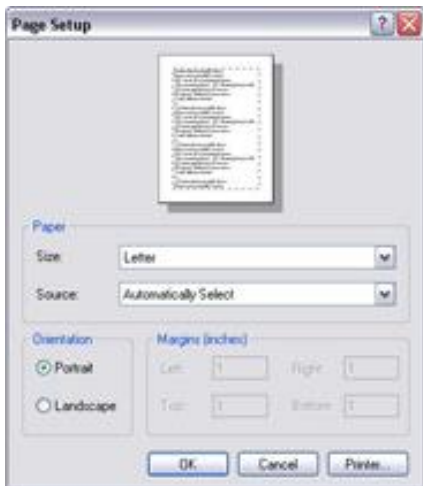 Page Setup
Paper
Size: Letter
Source: Automatically Select
Orientation
Portrait
Landscape
Margins (inches)
Left: 1 Right: 1
Top: 1 Bottom: 1
OK Cancel Printer...